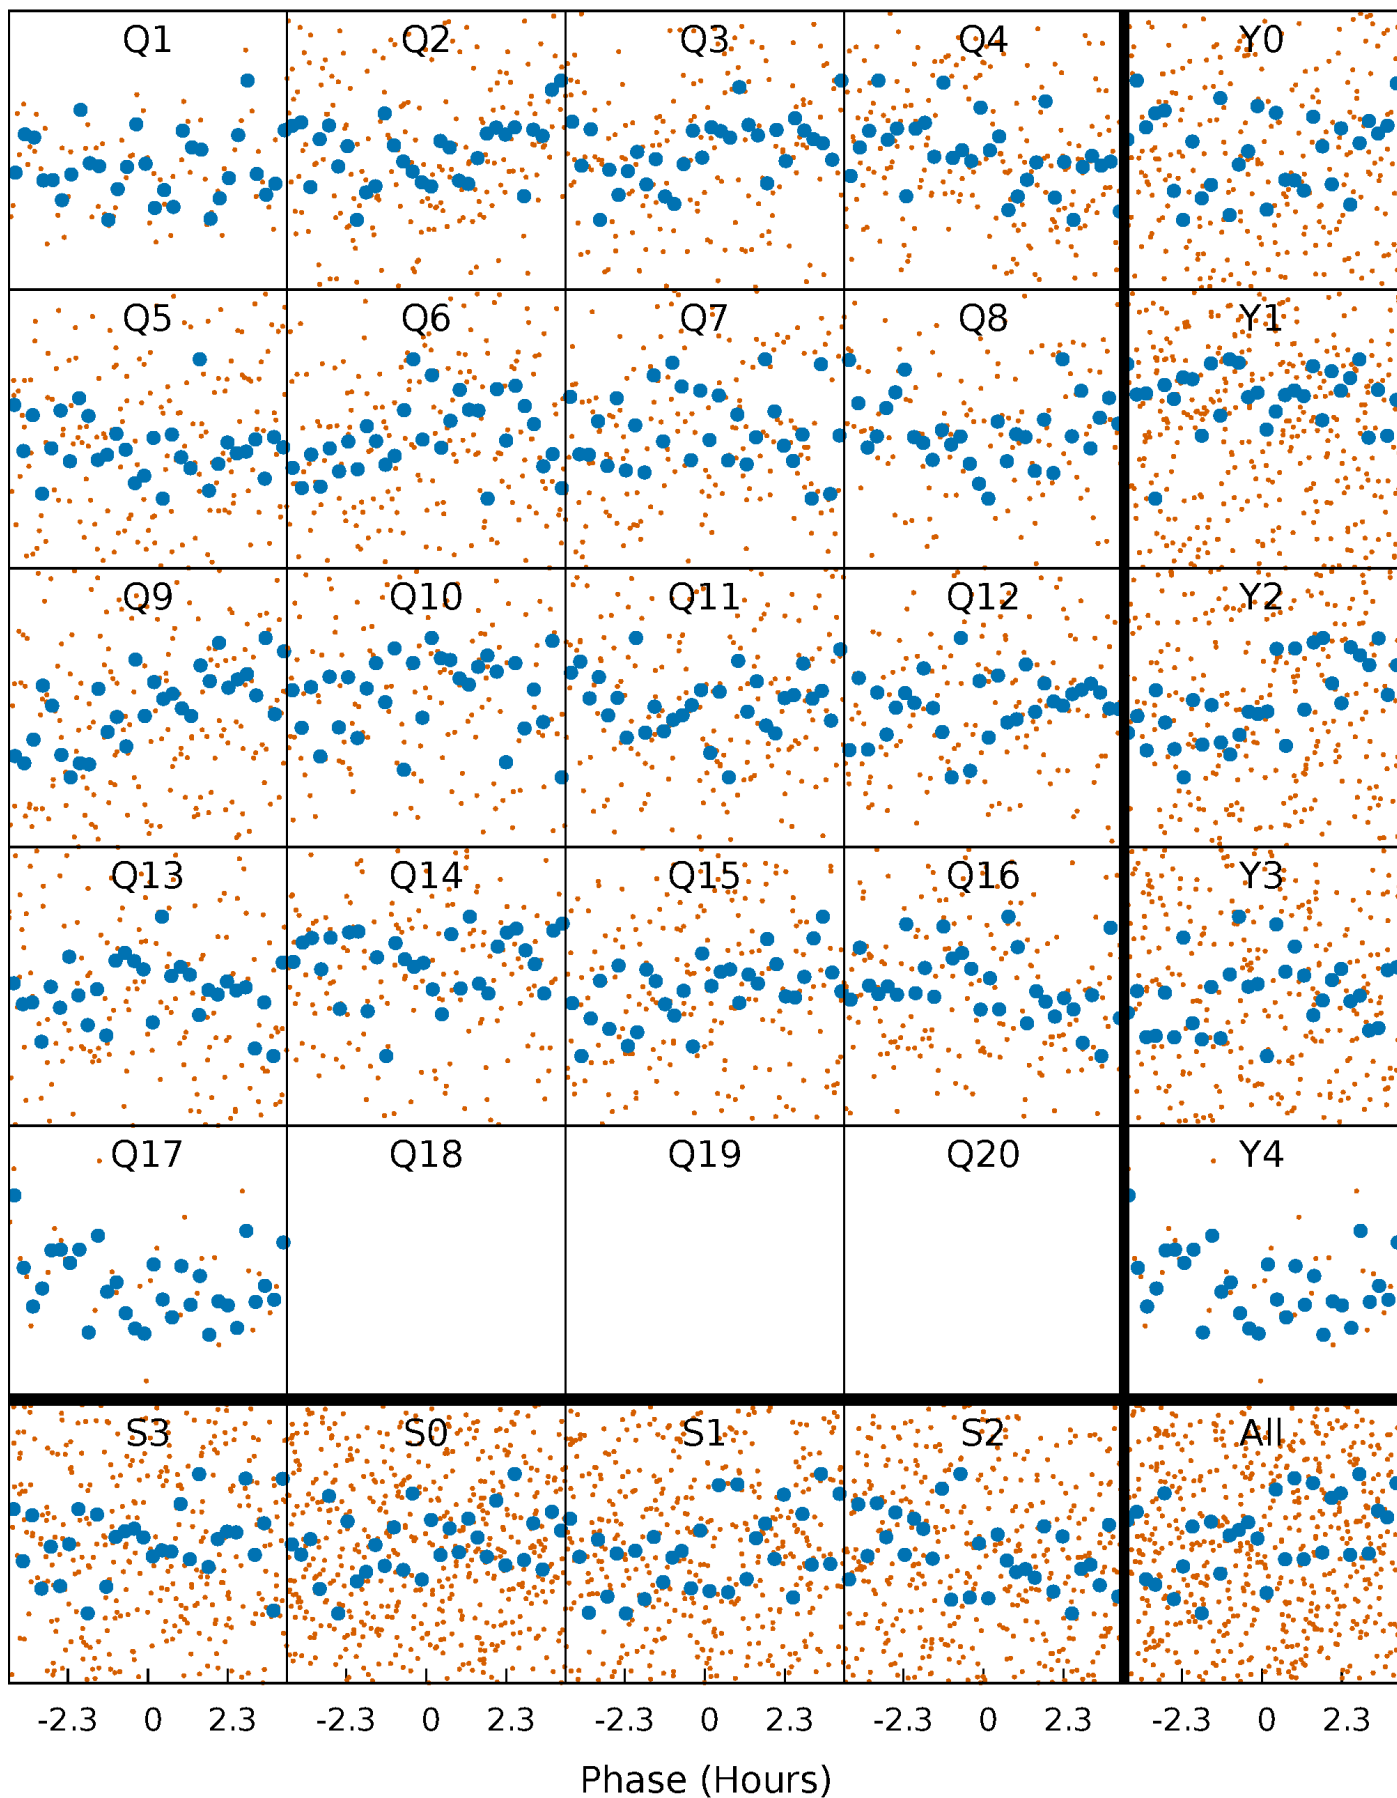 Q1 Q2 Q3 Q4 Y0
Q5 Q6 Q7 Q8 Y1
Q9 Q10 Q11 Q12 Y2
Q13 Q14 Q15 Q16 Y3
Q17 Q18 Q19 Q20 Y4
S3 S0 S1 S2 All
-2.3 0 2.3 -2.3 0 2.3 -2.3 0 2.3 -2.3 0 2.3 -2.3 0 2.3
Phase (Hours)